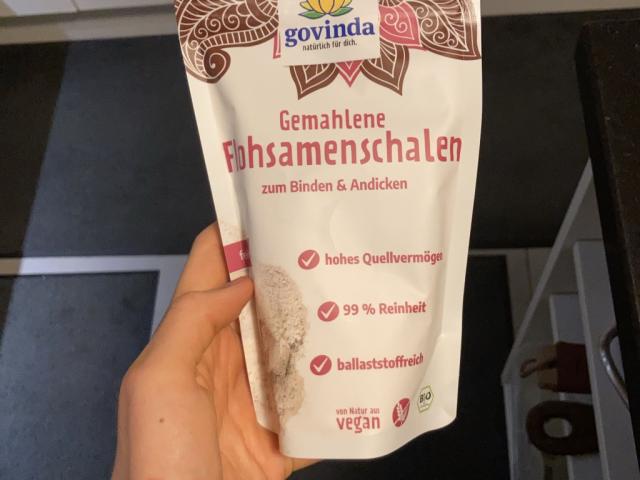 govinda
natürlich für dich.
Gemahlene
Flohsamenschalen
zum Binden & Andicken
hohes Quellvermögen
99 % Reinheit
ballaststoffreich
von Natur aus
vegan
BIO